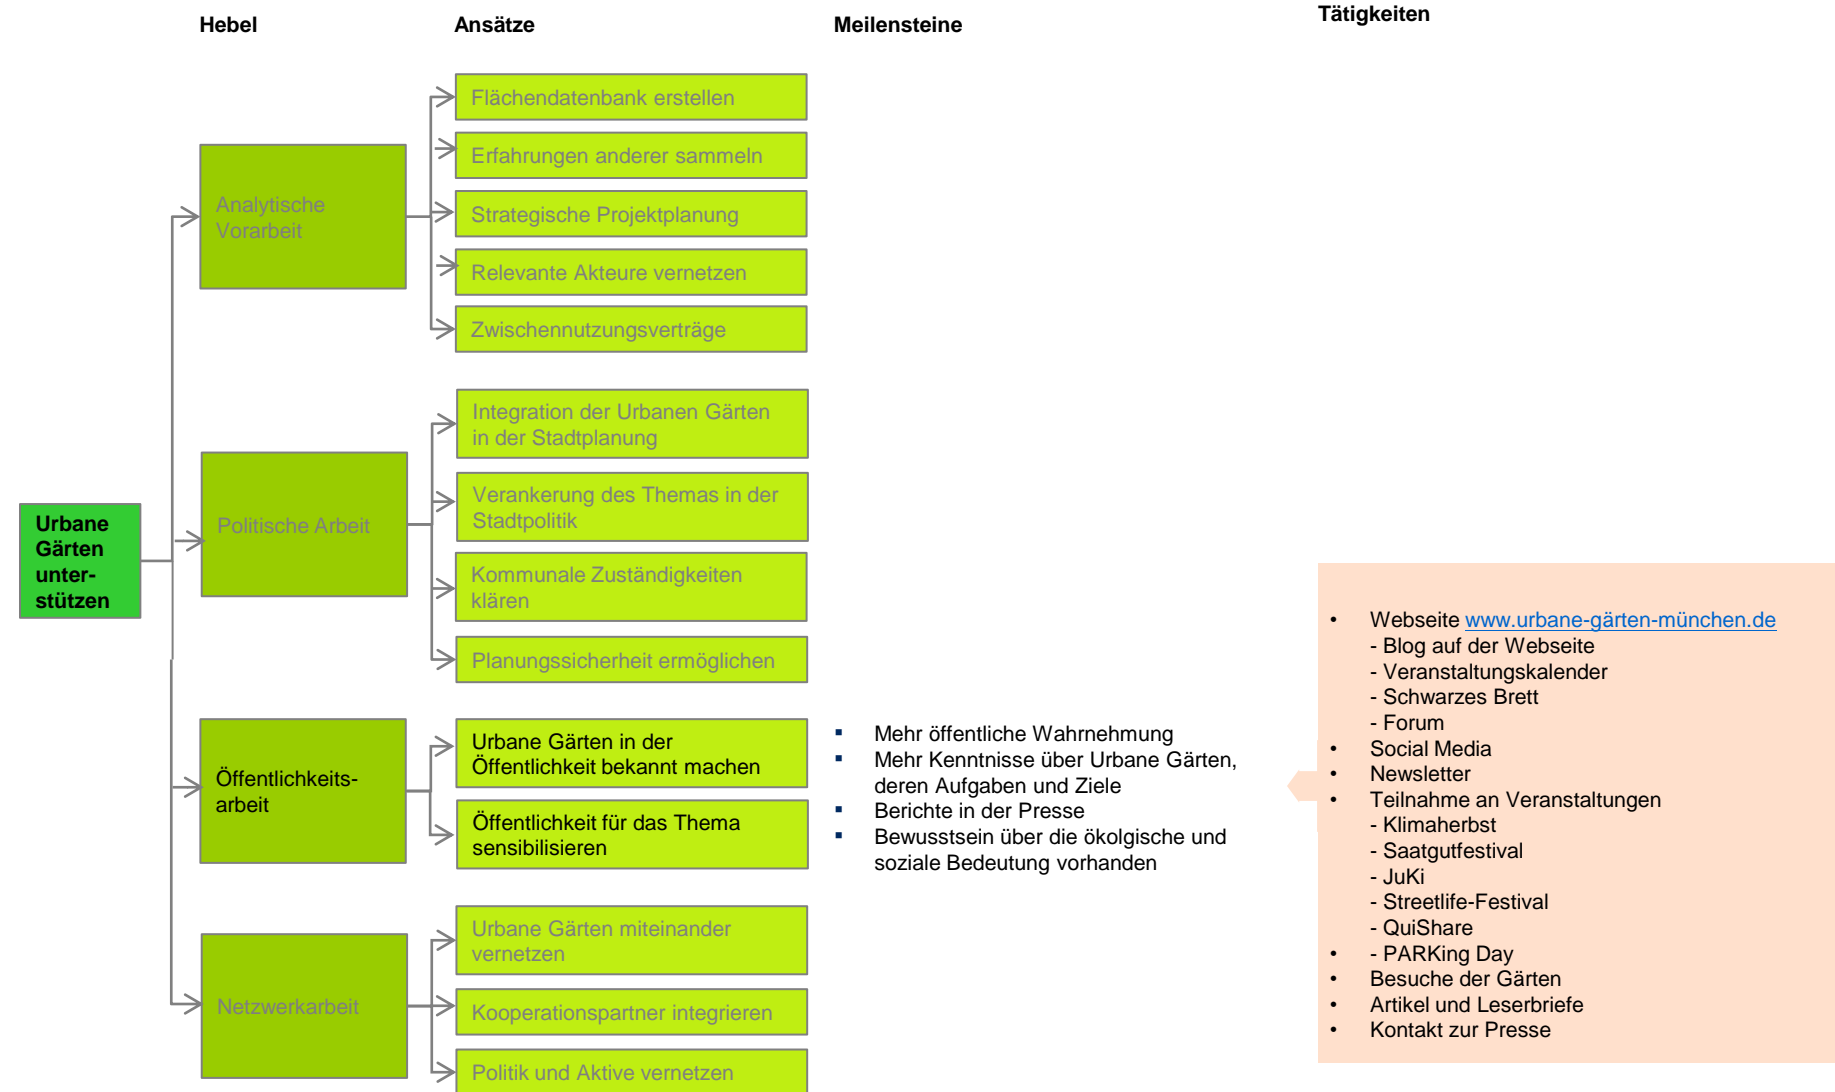 Hebel
Ansätze
Meilensteine
Tätigkeiten
Urbane
Gärten
unter-
stützen
Analytische
Vorarbeit
Flächendatenbank erstellen
Erfahrungen anderer sammeln
Strategische Projektplanung
Relevante Akteure vernetzen
Zwischennutzungsverträge
Politische Arbeit
Integration der Urbanen Gärten
in der Stadtplanung
Verankerung des Themas in der
Stadtpolitik
Kommunale Zuständigkeiten
klären
Planungssicherheit ermöglichen
Öffentlichkeits-
arbeit
Urbane Gärten in der
Öffentlichkeit bekannt machen
Öffentlichkeit für das Thema
sensibilisieren
▪ Mehr öffentliche Wahrnehmung
▪ Mehr Kenntnisse über Urbane Gärten,
deren Aufgaben und Ziele
▪ Berichte in der Presse
▪ Bewusstsein über die ökolgische und
soziale Bedeutung vorhanden
• Webseite www.urbane-gärten-münchen.de
- Blog auf der Webseite
- Veranstaltungskalender
- Schwarzes Brett
- Forum
• Social Media
• Newsletter
• Teilnahme an Veranstaltungen
- Klimaherbst
- Saatgutfestival
- JuKi
- Streetlife-Festival
- QuiShare
• - PARKing Day
• Besuche der Gärten
• Artikel und Leserbriefe
• Kontakt zur Presse
Netzwerkarbeit
Urbane Gärten miteinander
vernetzen
Kooperationspartner integrieren
Politik und Aktive vernetzen